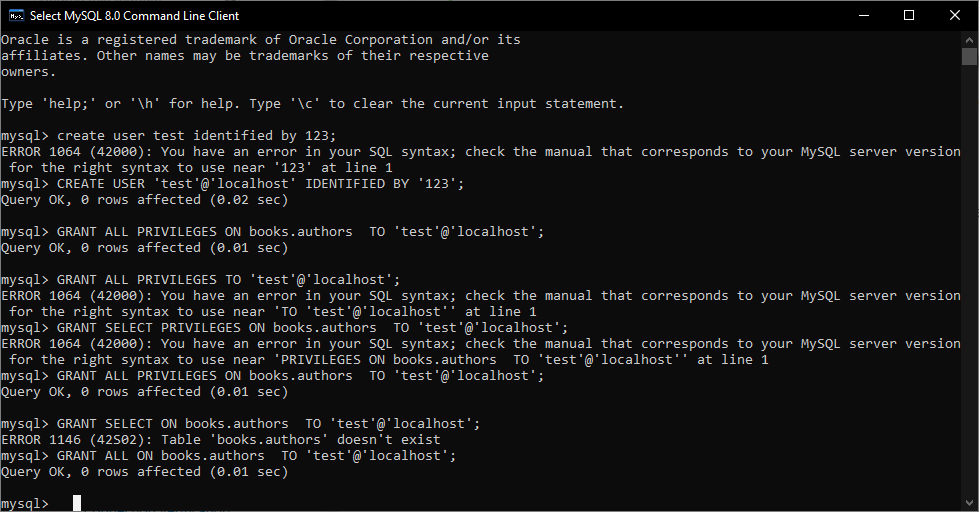 Select MySQL 8.0 Command Line Client
Oracle is a registered trademark of Oracle Corporation and/or its
affiliates. Other names may be trademarks of their respective
owners.
Type 'help;' or '\h' for help. Type '\c' to clear the current input statement.
mysql> create user test identified by 123;
ERROR 1064 (42000): You have an error in your SQL syntax; check the manual that corresponds to your MySQL server version
 for the right syntax to use near '123' at line 1
mysql> CREATE USER 'test'@'localhost' IDENTIFIED BY '123';
Query OK, 0 rows affected (0.02 sec)
mysql> GRANT ALL PRIVILEGES ON books.authors  TO 'test'@'localhost';
Query OK, 0 rows affected (0.01 sec)
mysql> GRANT ALL PRIVILEGES TO 'test'@'localhost';
ERROR 1064 (42000): You have an error in your SQL syntax; check the manual that corresponds to your MySQL server version
 for the right syntax to use near 'TO 'test'@'localhost'' at line 1
mysql> GRANT SELECT PRIVILEGES ON books.authors  TO 'test'@'localhost';
ERROR 1064 (42000): You have an error in your SQL syntax; check the manual that corresponds to your MySQL server version
 for the right syntax to use near 'PRIVILEGES ON books.authors  TO 'test'@'localhost'' at line 1
mysql> GRANT ALL PRIVILEGES ON books.authors  TO 'test'@'localhost';
Query OK, 0 rows affected (0.01 sec)
mysql> GRANT SELECT ON books.authors  TO 'test'@'localhost';
ERROR 1146 (42S02): Table 'books.authors' doesn't exist
mysql> GRANT ALL ON books.authors  TO 'test'@'localhost';
Query OK, 0 rows affected (0.01 sec)
mysql>